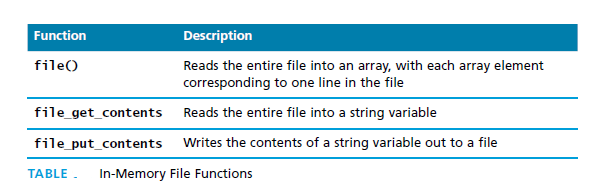 Function Description
file() Reads the entire file into an array, with each array element
corresponding to one line in the file
file_get_contents Reads the entire file into a string variable
file_put_contents Writes the contents of a string variable out to a file
TABLE . In-Memory File Functions